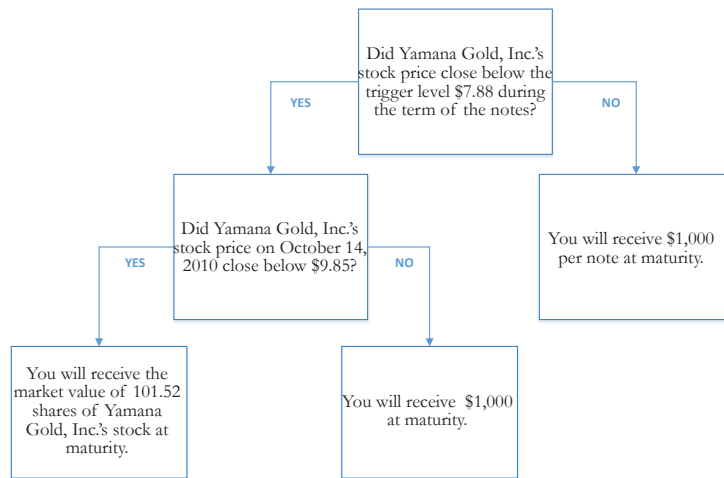 Did Yamana Gold, Inc.'s
stock price close below the
trigger level $7.88 during
the term of the notes?
YES
NO
Did Yamana Gold, Inc.'s
stock price on October 14,
2010 close below $9.85?
You will receive $1,000
per note at maturity.
YES
NO
You will receive the
market value of 101.52
shares of Yamana
Gold, Inc.'s stock at
maturity.
You will receive $1,000
at maturity.